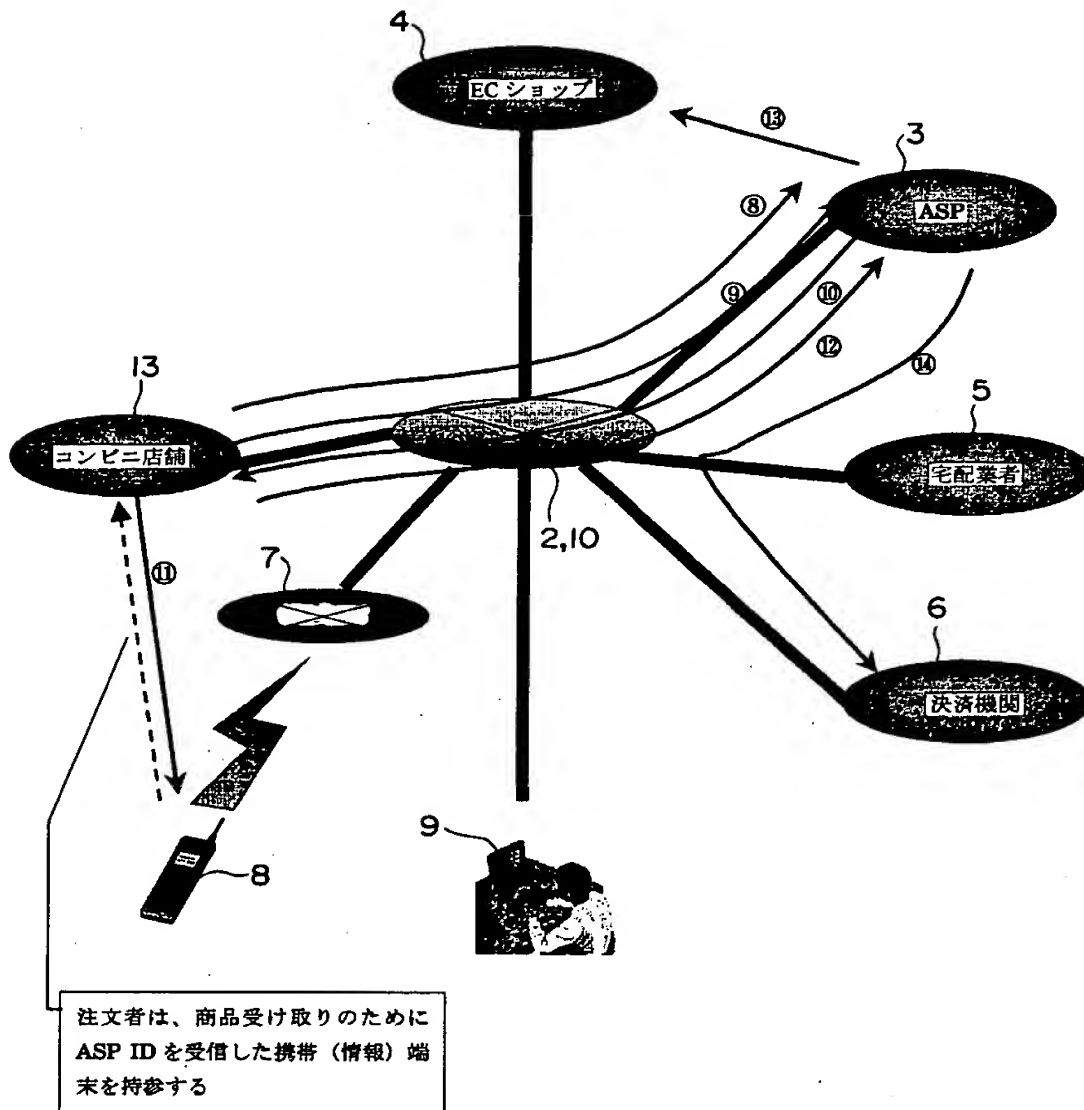 4
ECショップ
⑬
3
ASP
⑧
⑨
⑩
⑫
⑭
13
コンビニ店舗
5
宅配業者
2,10
⑪
7
6
決済機関
9
8
注文者は、商品受け取りのために
ASP ID を受信した携帯（情報）端
末を持参する